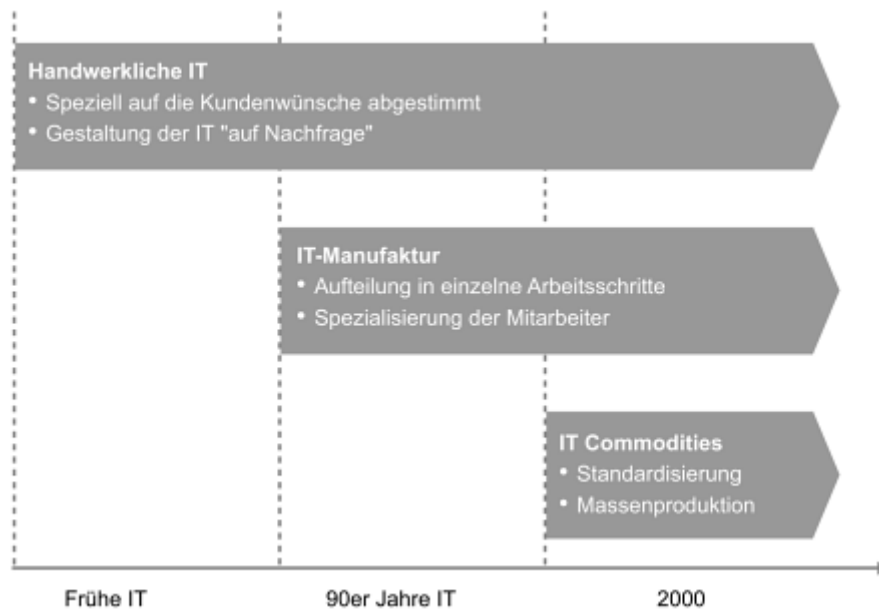 Handwerkliche IT
• Speziell auf die Kundenwünsche abgestimmt
• Gestaltung der IT "auf Nachfrage"
IT-Manufaktur
• Aufteilung in einzelne Arbeitsschritte
• Spezialisierung der Mitarbeiter
IT Commodities
• Standardisierung
• Massenproduktion
Frühe IT
90er Jahre IT
2000